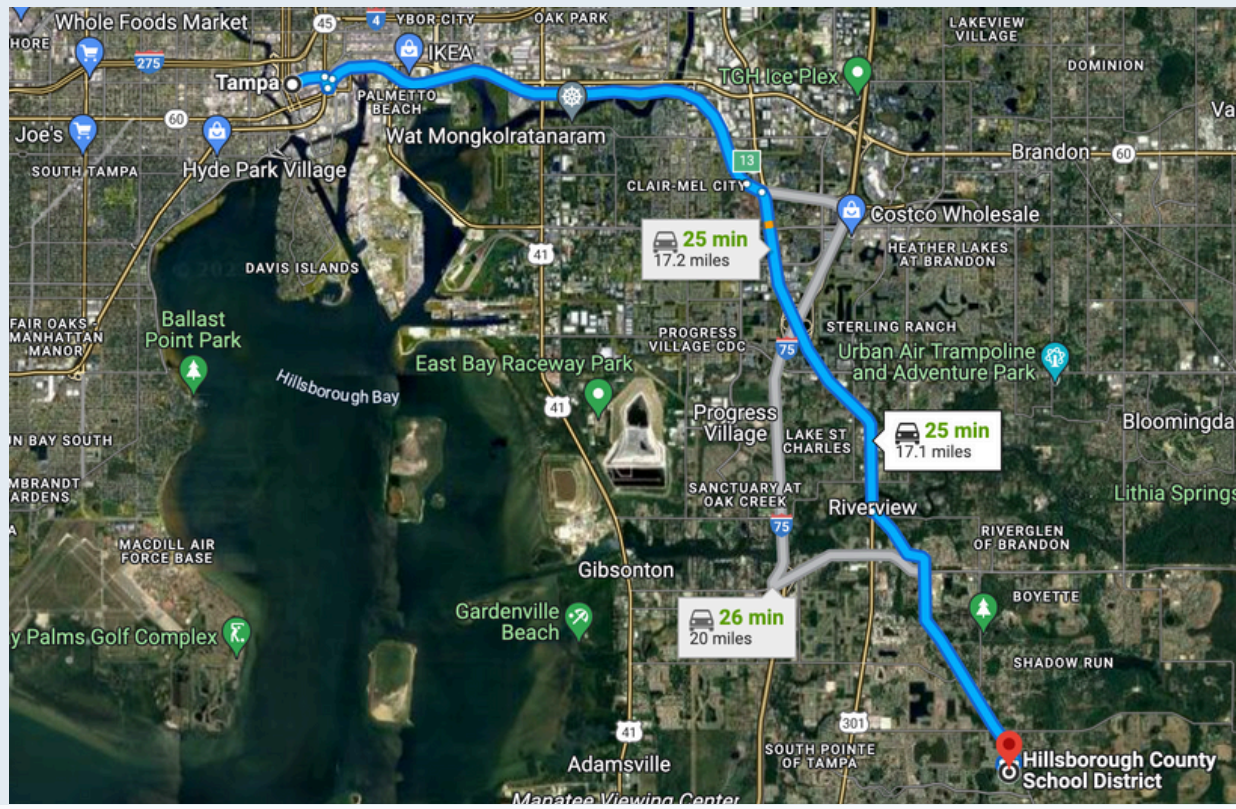 Whole Foods Market
45
4
YBOR CITY
OAK PARK
LAKEVIEW
VILLAGE
HORE
275
IKEA
DOMINION
TGH Ice Plex
Tampa
PALMETTO
BEACH
Va
60
Joe's
Wat Mongkolratanaram
SOUTH TAMPA
Hyde Park Village
13
Brandon
60
CLAIR-MEL CITY
Costco Wholesale
25 min
17.2 miles
41
HEATHER LAKES
AT BRANDON
DAVIS ISLANDS
FAIR OAKS -
MANHATTAN
MANOR
Ballast
Point Park
PROGRESS
VILLAGE CDC
75
STERLING RANCH
Urban Air Trampoline
and Adventure Park
East Bay Raceway Park
Hillsborough Bay
41
Progress
Village
LAKE ST
CHARLES
25 min
17.1 miles
Bloomingda
UN BAY SOUTH
MBRANDT
ARDENS
SANCTUARY AT
OAK CREEK
Lithia Springs
75
Riverview
RIVERGLEN
OF BRANDON
A
MACDILL AIR
FORCE BASE
Gibsonton
BOYETTE
Gardenville
Beach
26 min
20 miles
y Palms Golf Complex
SHADOW RUN
41
301
SOUTH POINTE
OF TAMPA
Adamsville
Hillsborough County
School District
Manatee Viewing Center